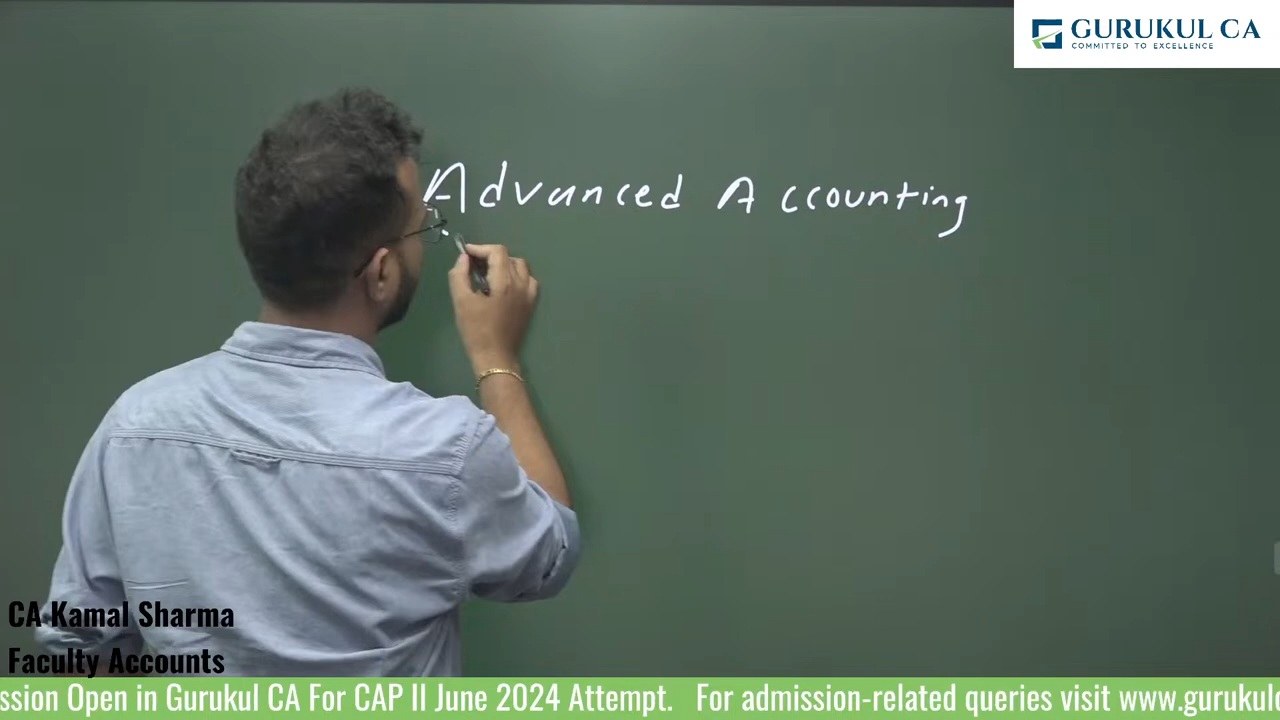 GURUKUL CA
COMMITTED TO EXCELLENCE
Advanced Accounting
CA Kamal Sharma
Faculty Accounts
ssion Open in Gurukul CA For CAP II June 2024 Attempt. For admission-related queries visit www.guruku